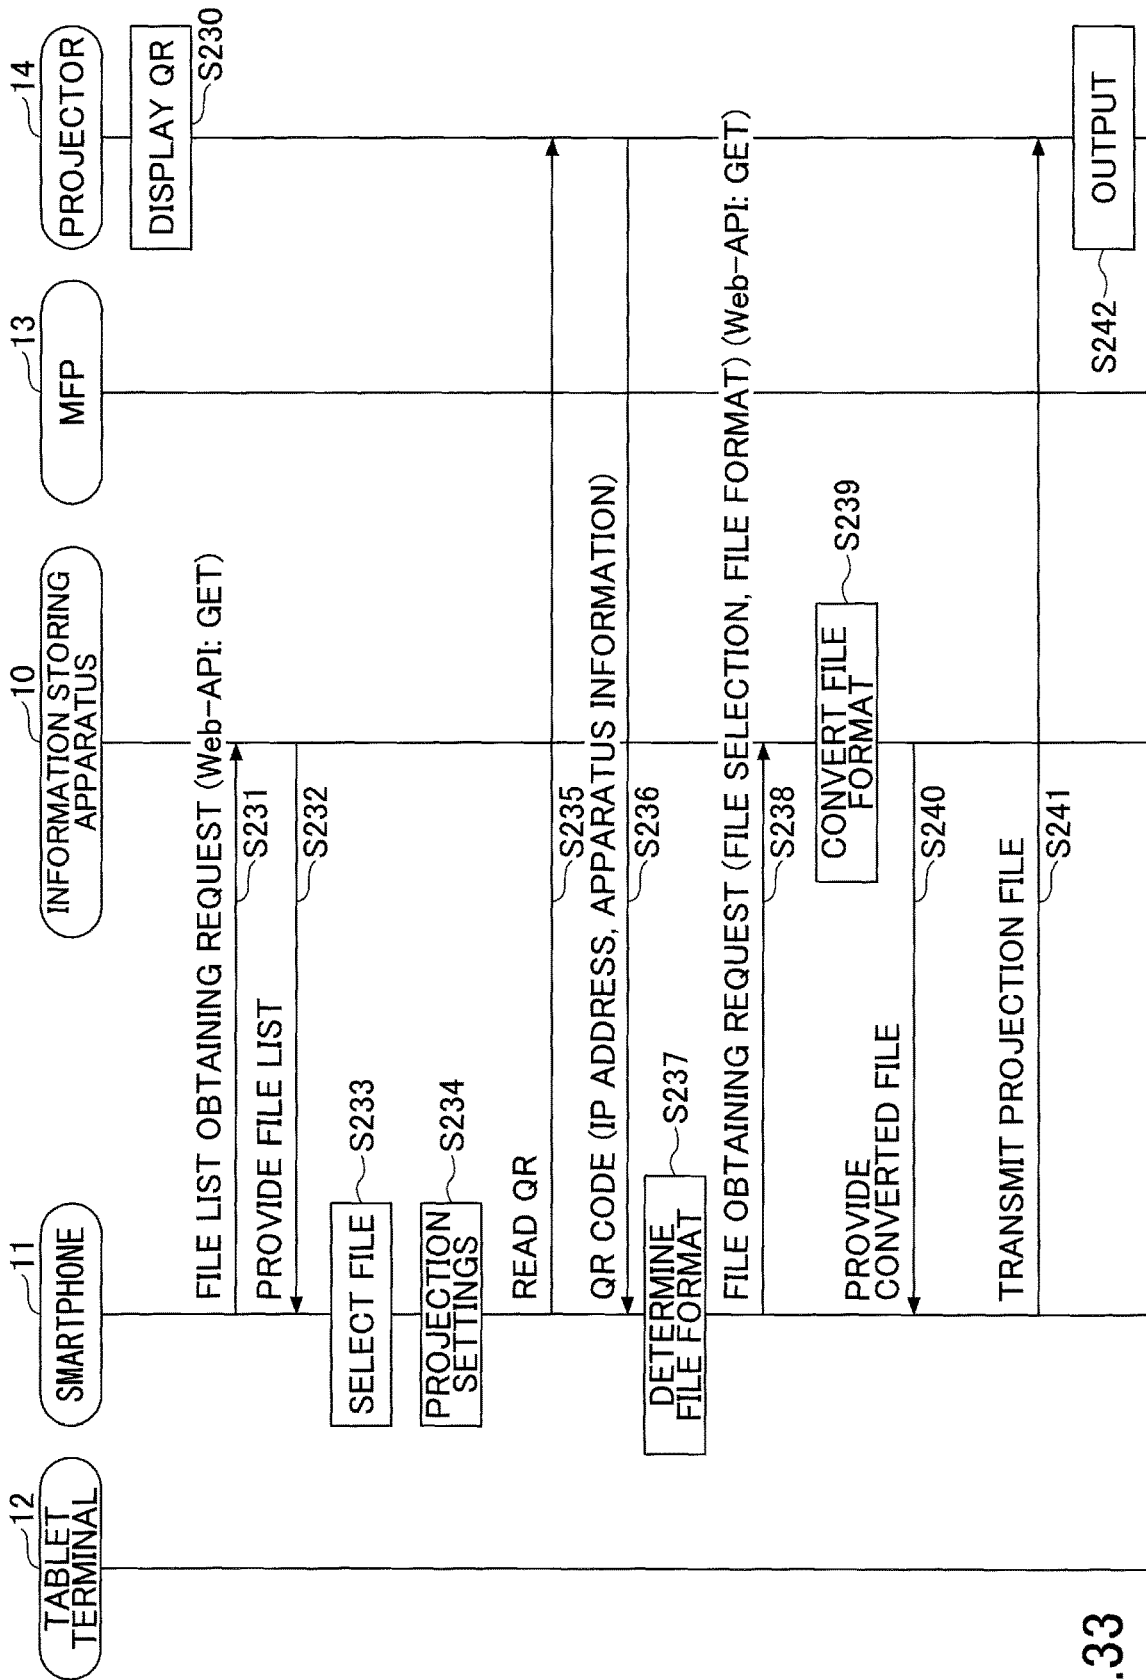 12
TABLET
TERMINAL
11
SMARTPHONE
10
INFORMATION STORING
APPARATUS
13
MFP
14
PROJECTOR
DISPLAY QR
S230
FILE LIST OBTAINING REQUEST (Web-API: GET)
S231
PROVIDE FILE LIST
S232
SELECT FILE
S233
PROJECTION
SETTINGS
S234
READ QR
S235
QR CODE (IP ADDRESS, APPARATUS INFORMATION)
S236
DETERMINE
FILE FORMAT
S237
FILE OBTAINING REQUEST (FILE SELECTION, FILE FORMAT) (Web-API: GET)
S238
CONVERT FILE
FORMAT
S239
PROVIDE
CONVERTED FILE
S240
TRANSMIT PROJECTION FILE
S241
OUTPUT
S242
.33